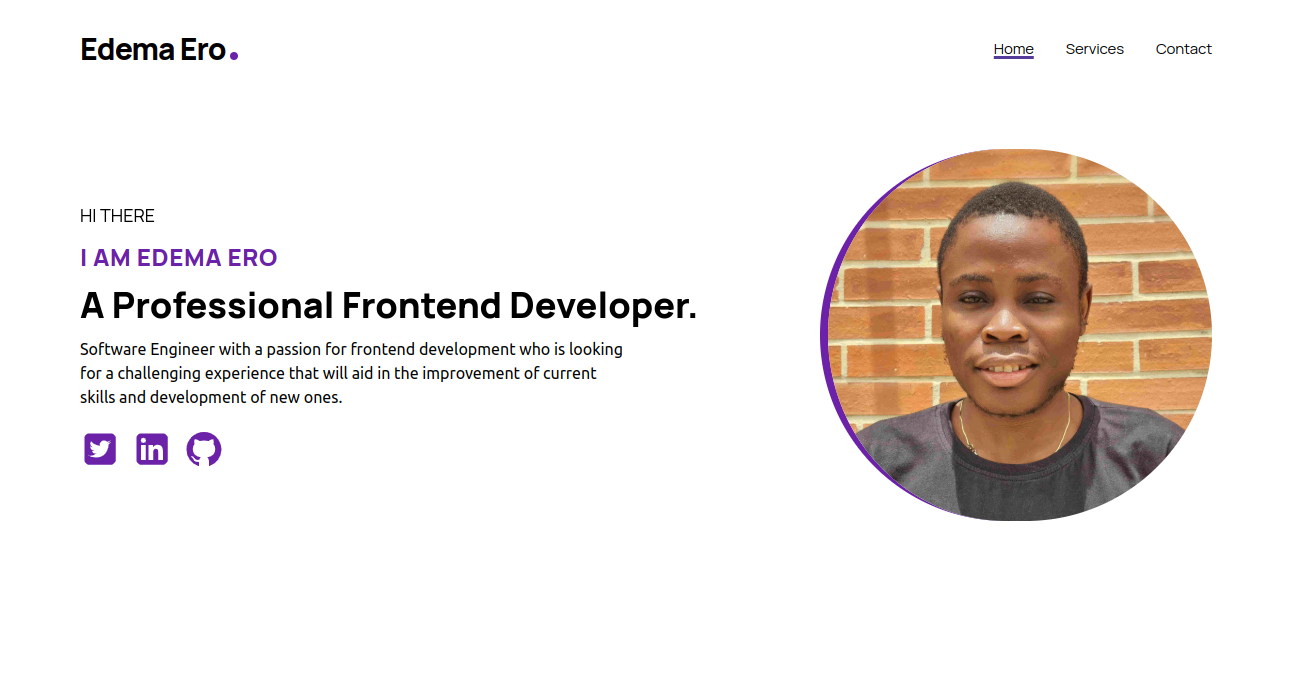 Edema Ero.
Home Services Contact
HI THERE
I AM EDEMA ERO
A Professional Frontend Developer.
Software Engineer with a passion for frontend development who is looking
for a challenging experience that will aid in the improvement of current
skills and development of new ones.
in